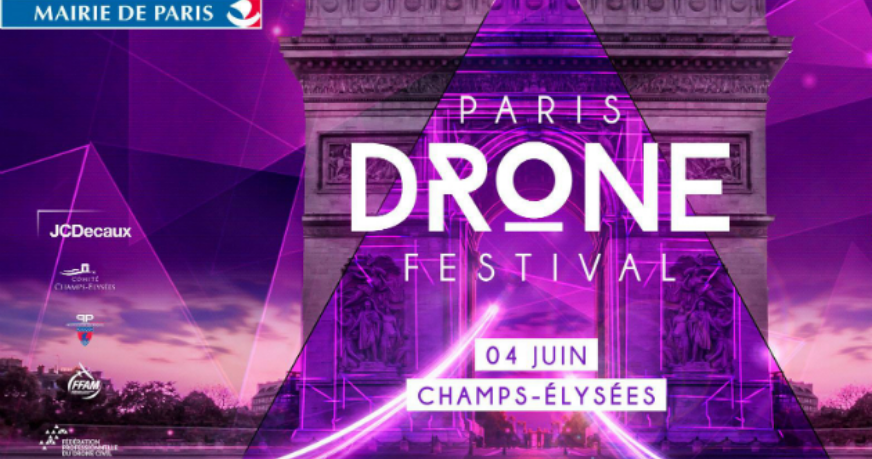 MAIRIE DE PARIS
PARIS
DRONE
FESTIVAL
04 JUIN
CHAMPS-ÉLYSÉES
JCDecaux
COMITÉ
CHAMPS-ÉLYSÉES
PP
FFAM
FÉDÉRATION
PROFESSIONNELLE
DU DRONE CIVIL